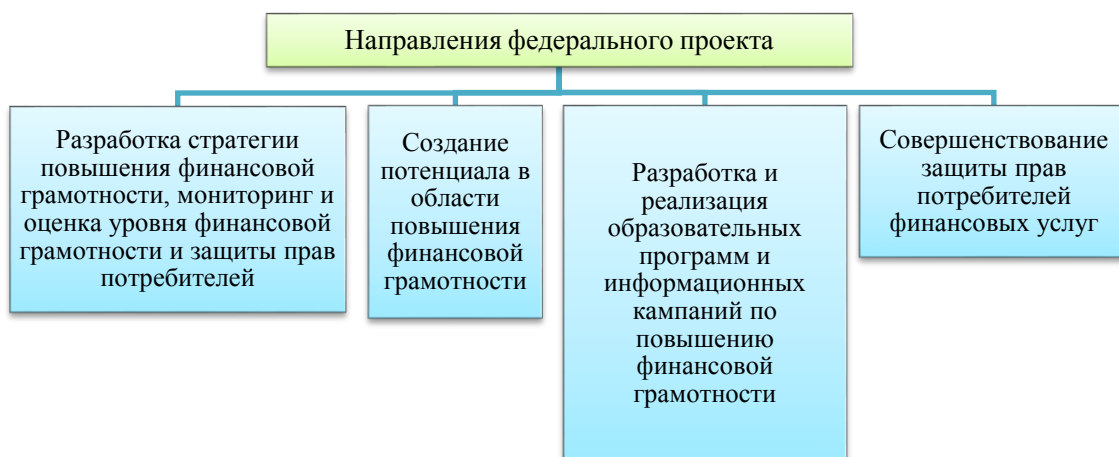 Направления федерального проекта
Разработка стратегии
повышения финансовой
грамотности, мониторинг и
оценка уровня финансовой
грамотности и защиты прав
потребителей
Создание
потенциала в
области
повышения
финансовой
грамотности
Разработка и
реализация
образовательных
программ и
информационных
кампаний по
повышению
финансовой
грамотности
Совершенствование
защиты прав
потребителей
финансовых услуг